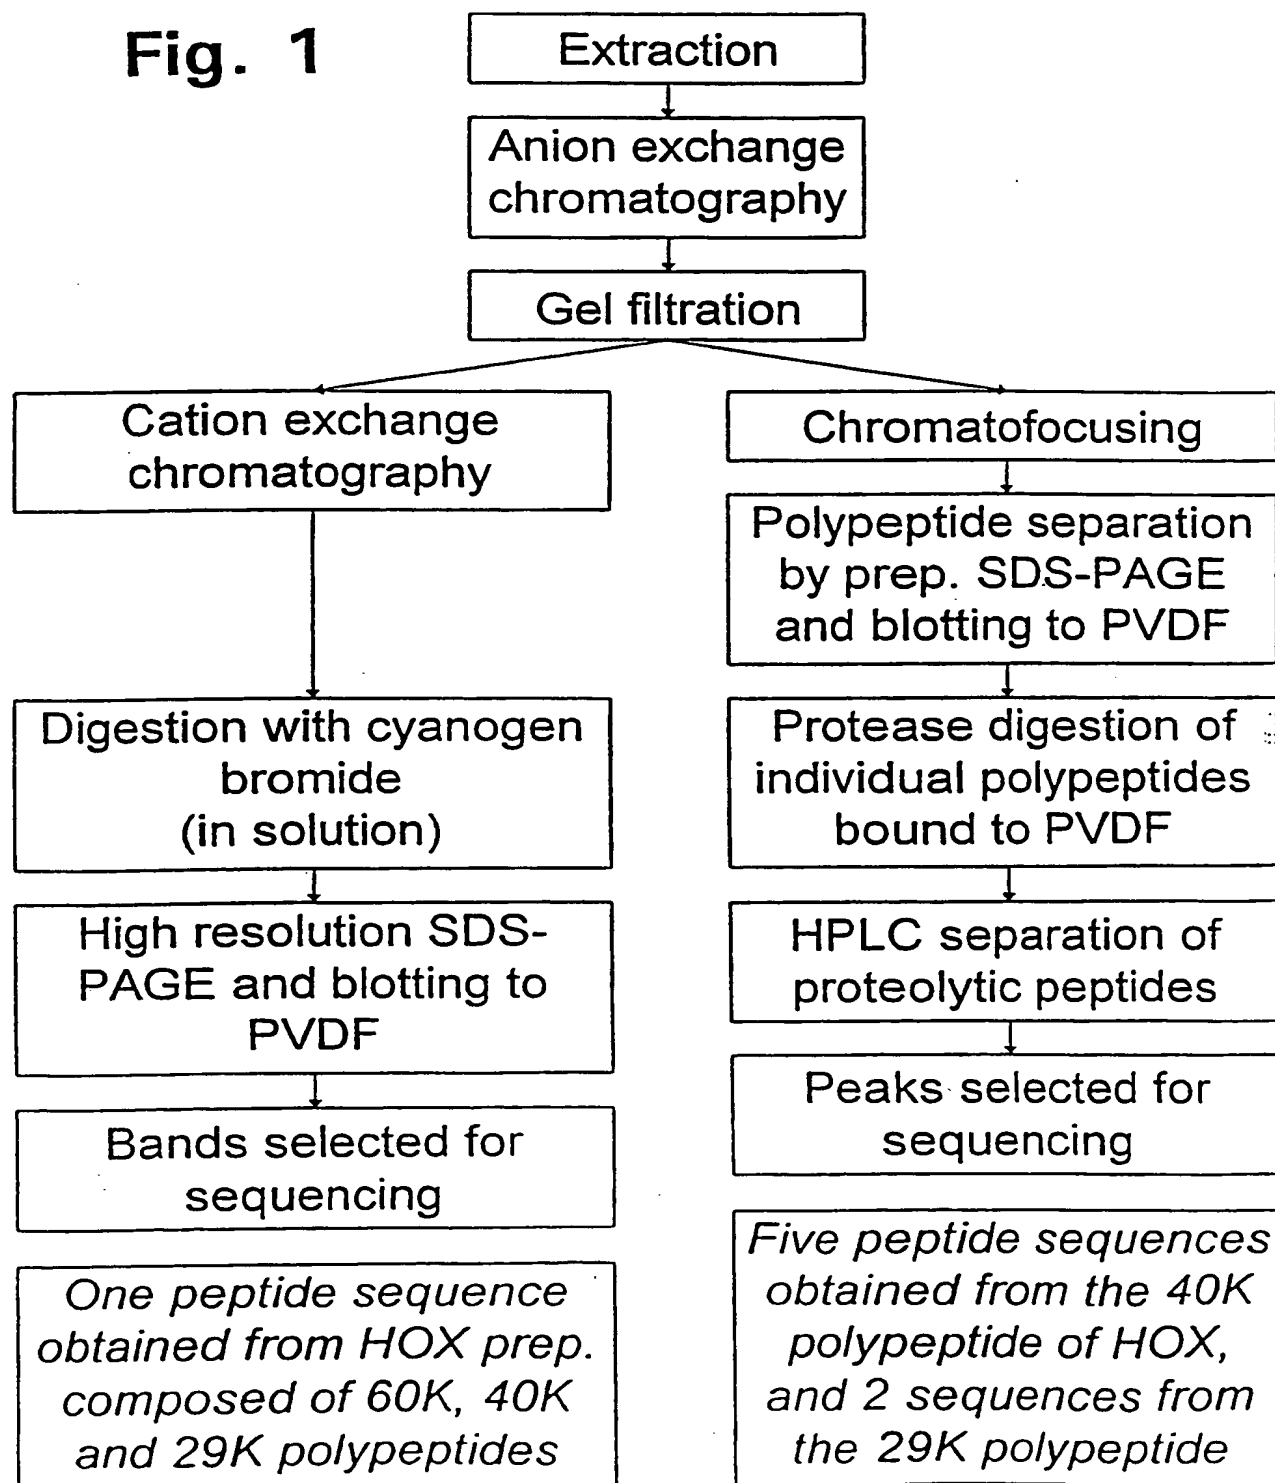 Fig. 1
Extraction
Anion exchange
chromatography
Gel filtration
Cation exchange
chromatography
Digestion with cyanogen
bromide
(in solution)
High resolution SDS-
PAGE and blotting to
PVDF
Bands selected for
sequencing
One peptide sequence
obtained from HOX prep.
composed of 60K, 40K
and 29K polypeptides
Chromatofocusing
Polypeptide separation
by prep. SDS-PAGE
and blotting to PVDF
Protease digestion of
individual polypeptides
bound to PVDF
HPLC separation of
proteolytic peptides
Peaks selected for
sequencing
Five peptide sequences
obtained from the 40K
polypeptide of HOX,
and 2 sequences from
the 29K polypeptide